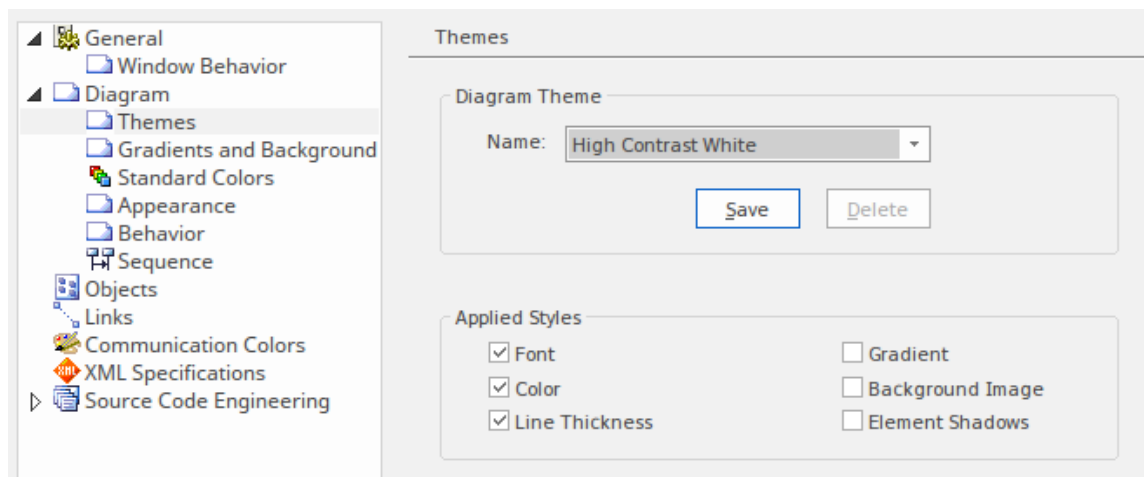 General
Window Behavior
Diagram
Themes
Gradients and Background
Standard Colors
Appearance
Behavior
Sequence
Objects
Links
Communication Colors
XML Specifications
Source Code Engineering
Themes
Diagram Theme
Name: High Contrast White
Save Delete
Applied Styles
Font Gradient
Color Background Image
Line Thickness Element Shadows